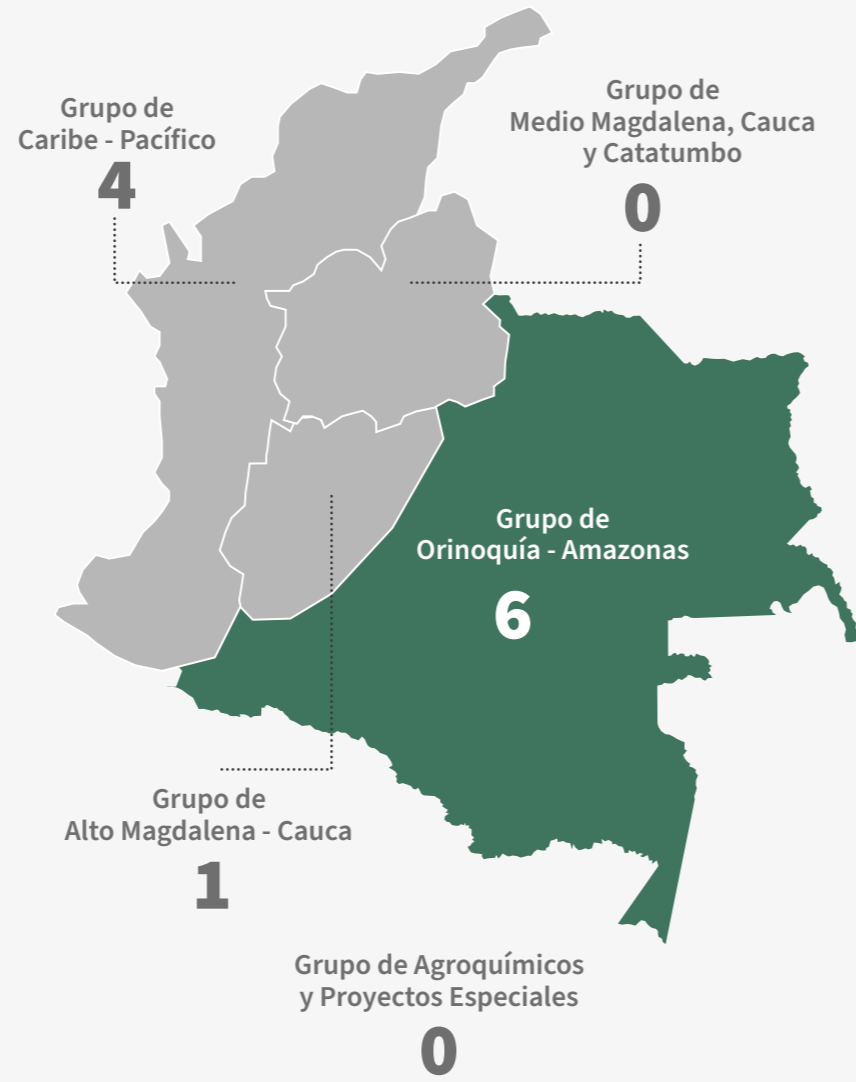 Grupo de
Caribe - Pacífico
4
Grupo de
Medio Magdalena, Cauca
y Catatumbo
0
Grupo de
Orinoquía - Amazonas
6
Grupo de
Alto Magdalena - Cauca
1
Grupo de Agroquímicos
y Proyectos Especiales
0